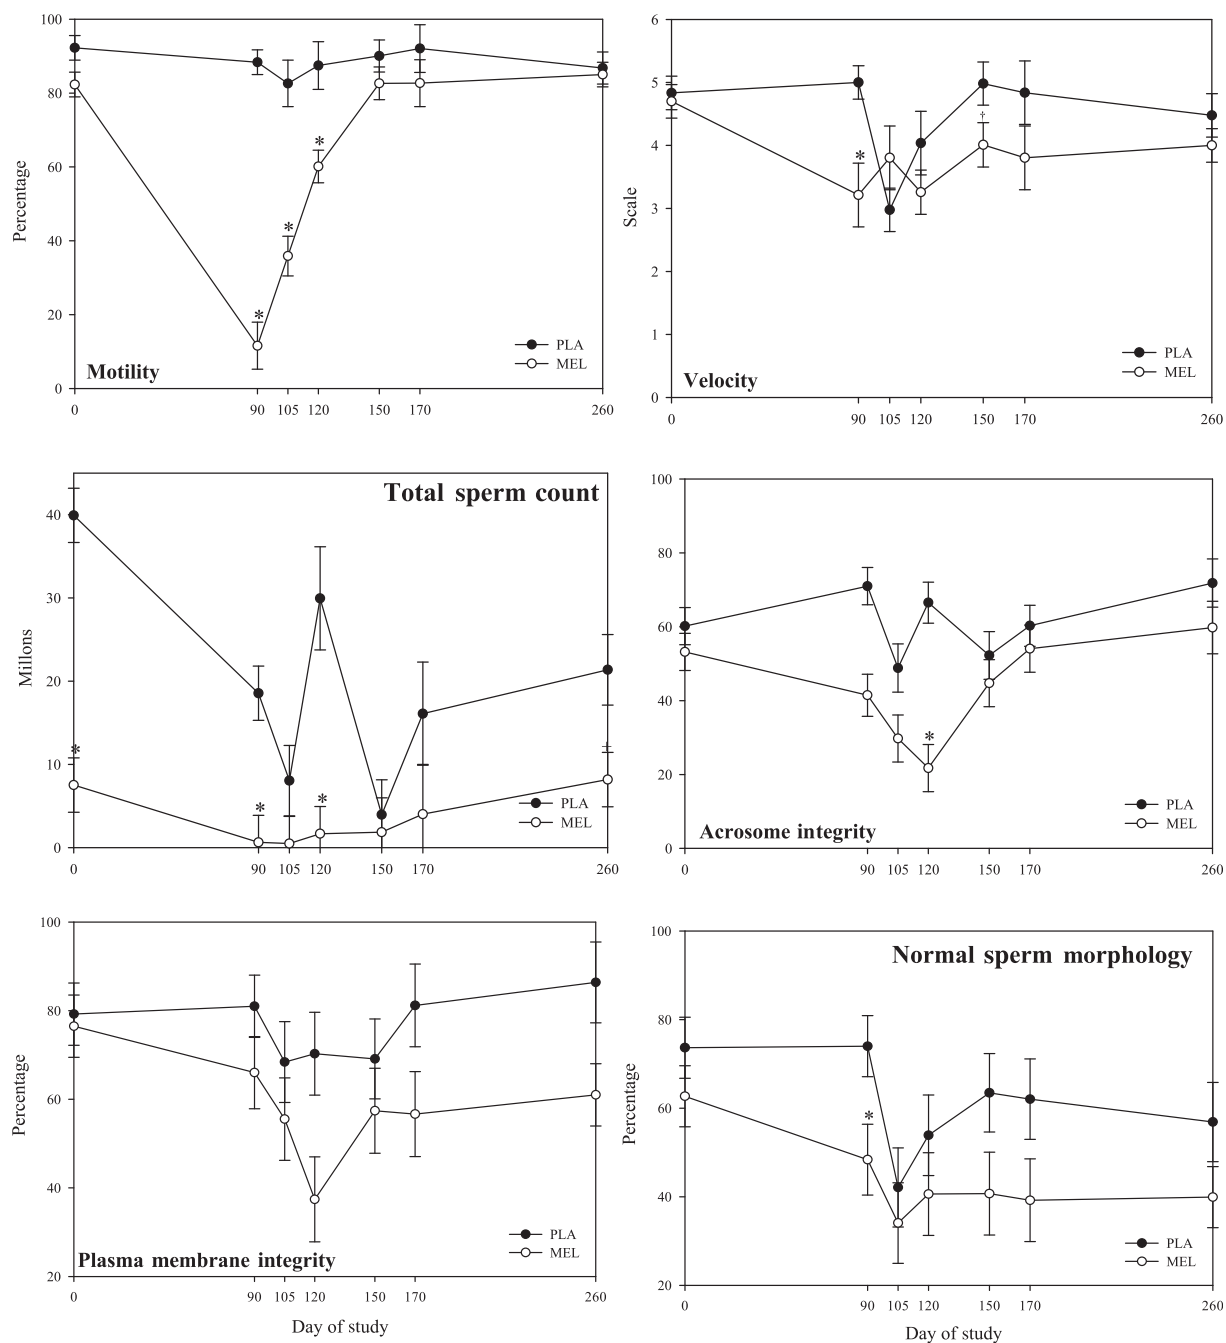 100
80
60
40
20
0
Percentage
*
*
*
PLA
MEL
Motility
0 90 105 120 150 170 260
6
5
4
3
2
1
0
Scale
*
†
PLA
MEL
Velocity
0 90 105 120 150 170 260
40
30
20
10
0
Millons
Total sperm count
*
*
*
PLA
MEL
0 90 105 120 150 170 260
100
80
60
40
20
0
*
PLA
MEL
Acrosome integrity
0 90 105 120 150 170 260
100
80
60
40
20
Percentage
PLA
MEL
Plasma membrane integrity
0 90 105 120 150 170 260
Day of study
100
80
60
40
20
Percentage
Normal sperm morphology
*
PLA
MEL
0 90 105 120 150 170 260
Day of study